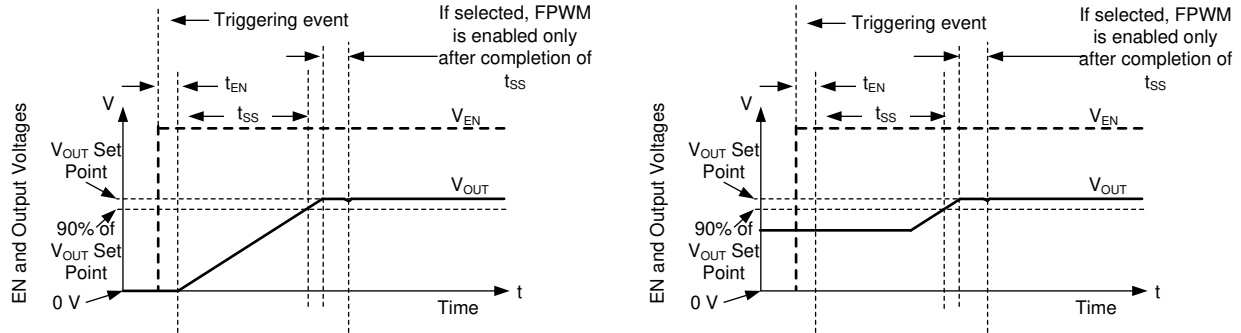 Triggering event
If selected, FPWM
is enabled only
after completion of
tSS
tEN
V
tSS
VEN
VOUT Set
Point
VOUT
90% of
VOUT Set
Point
0 V
Time
t
EN and Output Voltages
Triggering event
If selected, FPWM
is enabled only
after completion of
tSS
tEN
V
tSS
VEN
VOUT Set
Point
VOUT
90% of
VOUT Set
Point
0 V
Time
t
EN and Output Voltages